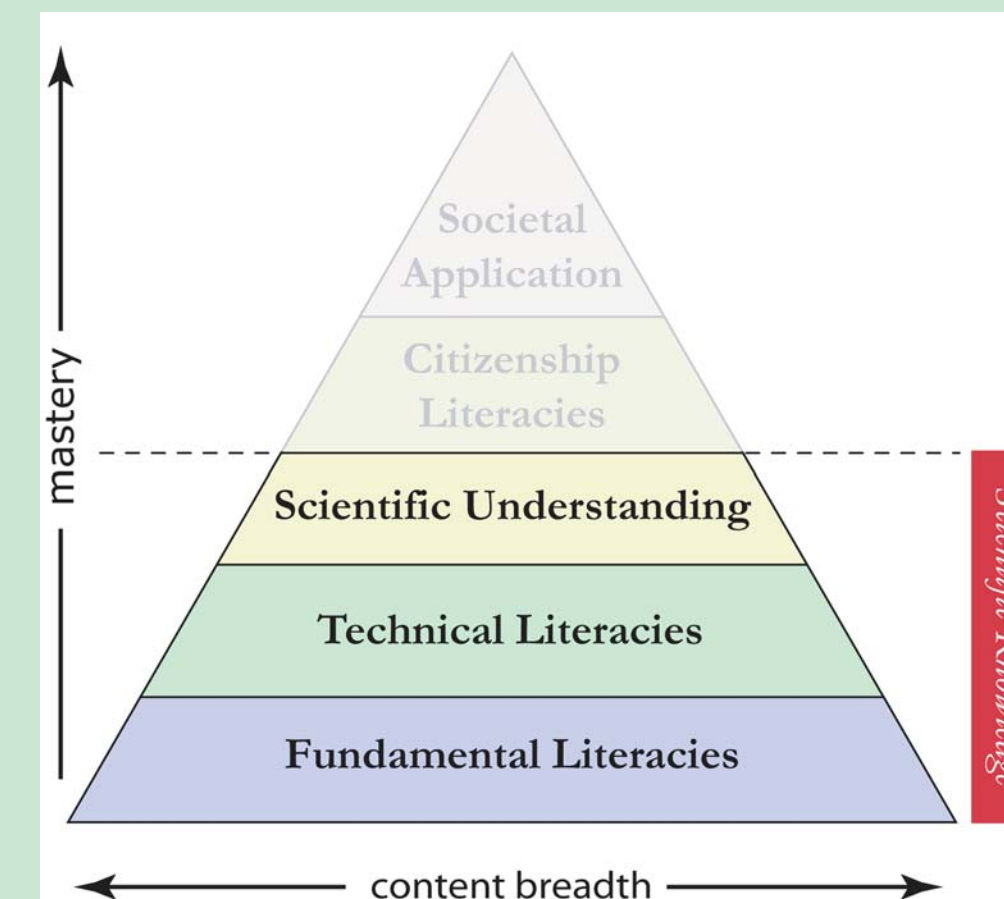 Societal
Application
Citizenship
Literacies
mastery
Scientific Understanding
Technical Literacies
Fundamental Literacies
content breadth